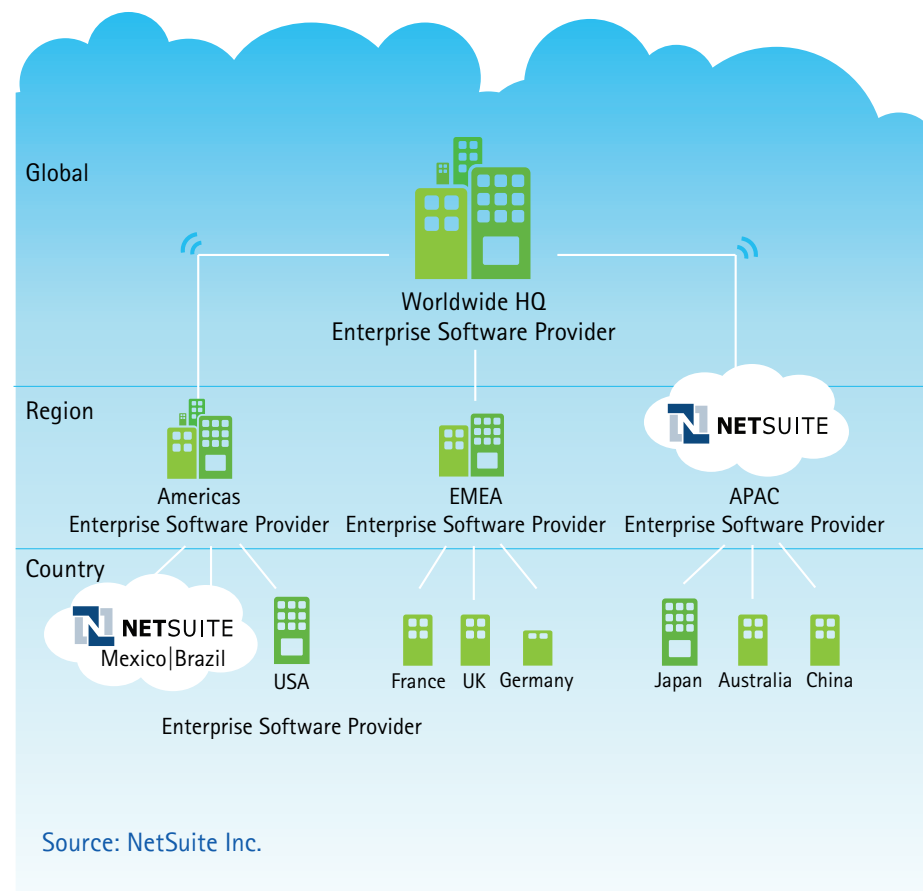 Global
Worldwide HQ
Enterprise Software Provider
Region
NETSUITE
Americas
Enterprise Software Provider
EMEA
Enterprise Software Provider
APAC
Enterprise Software Provider
Country
NETSUITE
Mexico|Brazil
USA
France
UK
Germany
Japan
Australia
China
Enterprise Software Provider
Source: NetSuite Inc.